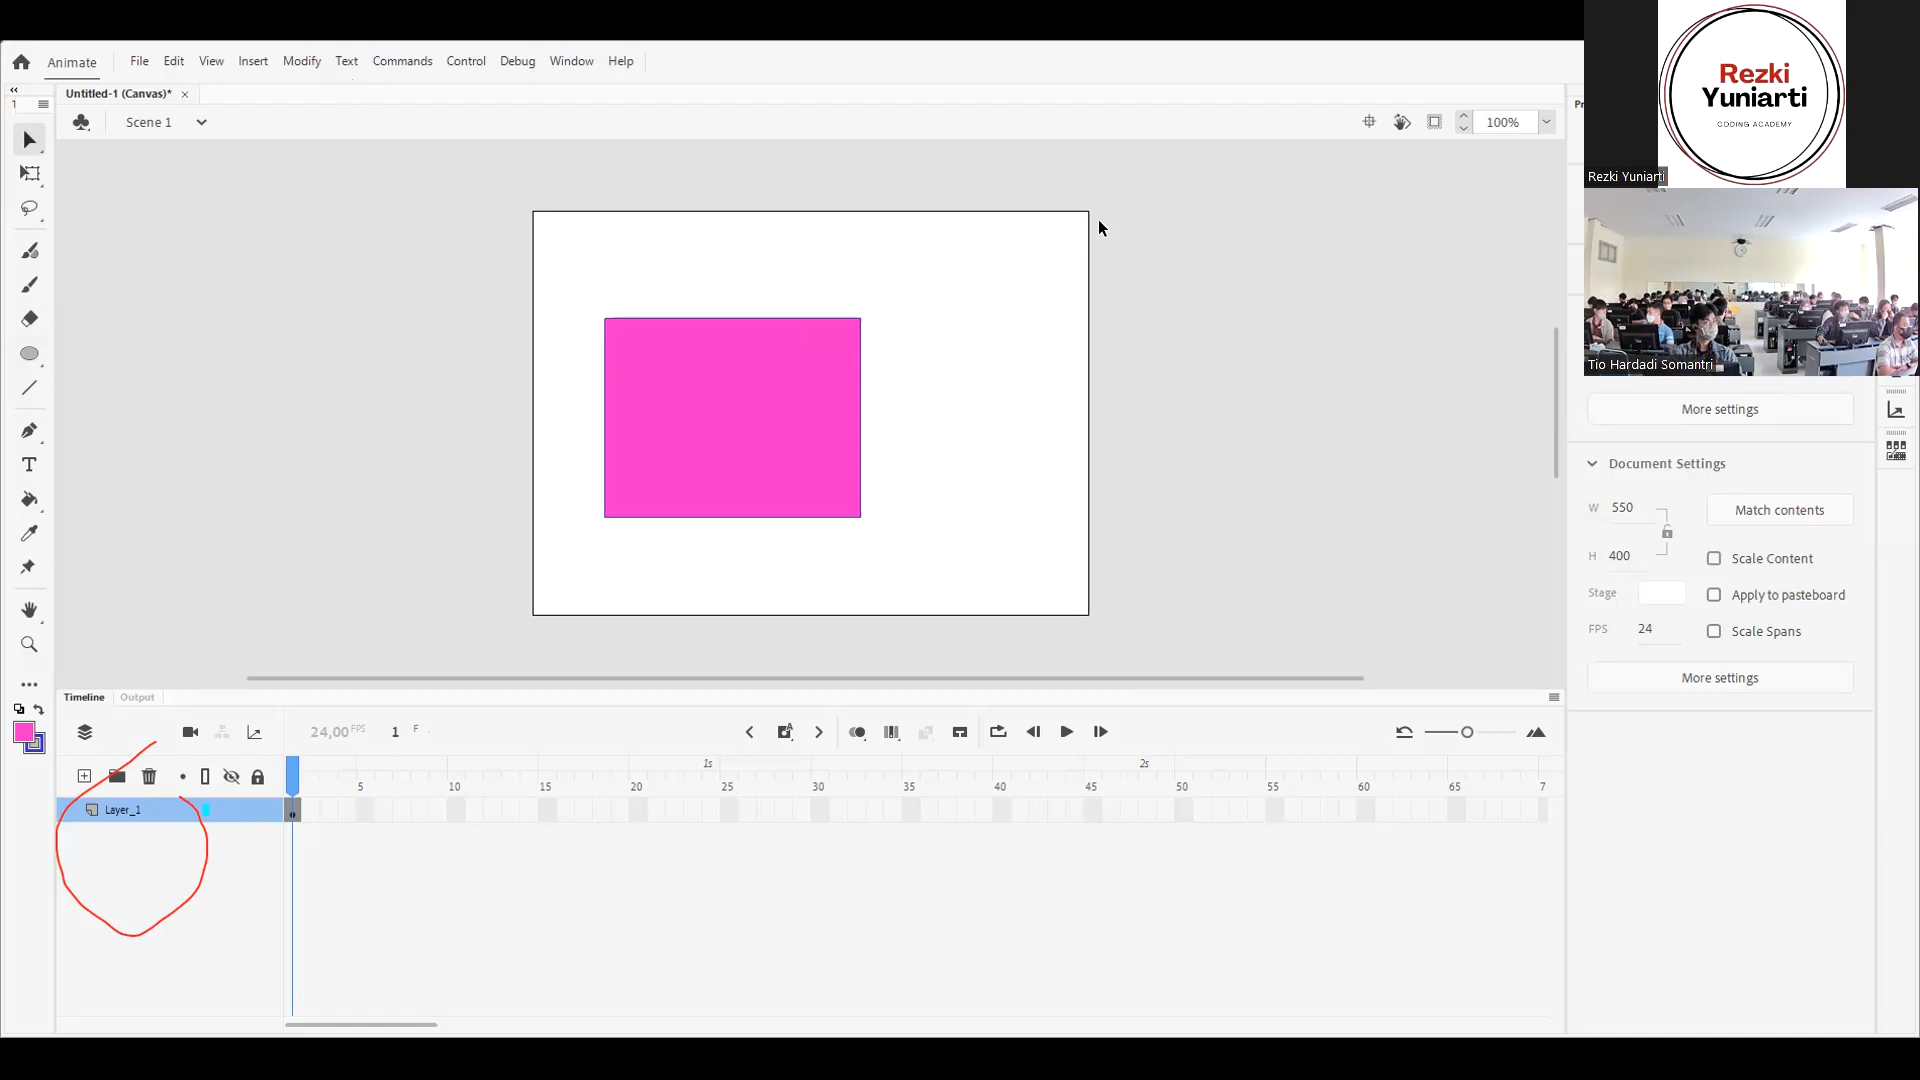 Animate
File Edit View Insert Modify Text Commands Control Debug Window Help
Untitled-1 (Canvas)* ×
Scene 1
100%
Rezki
Yuniarti
CODING ACADEMY
Rezki Yuniarti
Tio Hardadi Somantri
More settings
Document Settings
W 550
Match contents
H 400
Scale Content
Stage
Apply to pasteboard
FPS 24
Scale Spans
More settings
Timeline Output
24,00 FPS 1 F
1s 2s
5 10 15 20 25 30 35 40 45 50 55 60 65 7
Layer_1